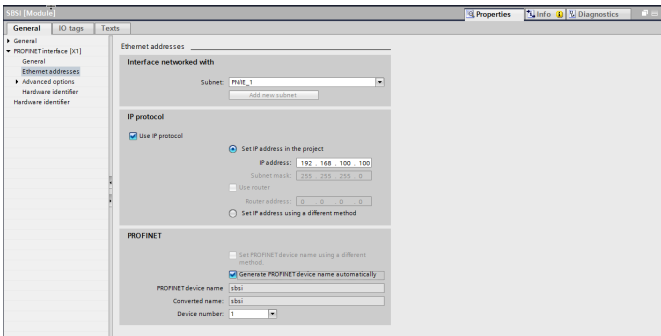 SBSI [Module]
Properties
Info
Diagnostics
General
IO tags
Texts
General
PROFINET interface [X1]
General
Ethernet addresses
Advanced options
Hardware identifier
Hardware identifier
Ethernet addresses
Interface networked with
Subnet: PN/IE_1
Add new subnet
IP protocol
Use IP protocol
Set IP address in the project
IP address: 192 . 168 . 100 . 100
Subnet mask: 255 . 255 . 255 . 0
Use router
Router address: 0 . 0 . 0 . 0
Set IP address using a different method
PROFINET
Set PROFINET device name using a different
method.
Generate PROFINET device name automatically
PROFINET device name sbsi
Converted name: sbsi
Device number: 1